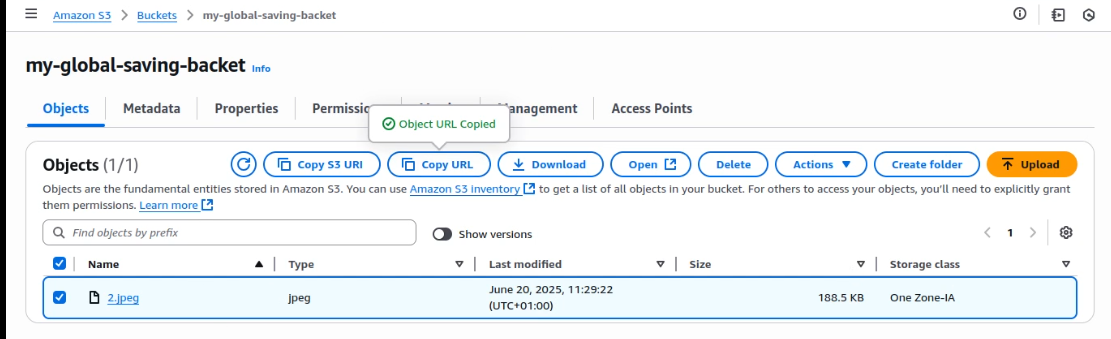 Amazon S3 > Buckets > my-global-saving-backet
my-global-saving-backet Info
Objects Metadata Properties Management Access Points
Object URL Copied
Objects (1/1) Copy S3 URI Copy URL Download Open Delete Actions Create folder Upload
Objects are the fundamental entities stored in Amazon S3. You can use Amazon S3 inventory to get a list of all objects in your bucket. For others to access your objects, you'll need to explicitly grant
them permissions. Learn more
Find objects by prefix Show versions < 1 >
Name Type Last modified Size Storage class
2.jpeg jpeg June 20, 2025, 11:29:22
(UTC+01:00) 188.5 KB One Zone-IA